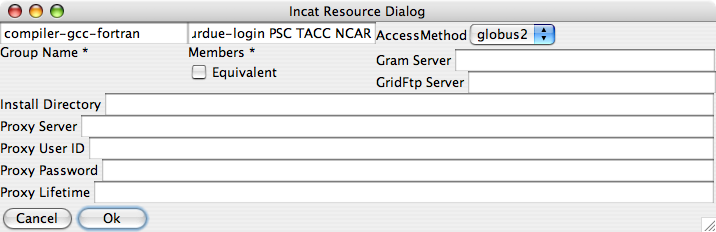 Incat Resource Dialog
compiler-gcc-fortran urdue-login PSC TACC NCAR AccessMethod globus2
Group Name * Members *
Gram Server
Equivalent
GridFtp Server
Install Directory
Proxy Server
Proxy User ID
Proxy Password
Proxy Lifetime
Cancel Ok